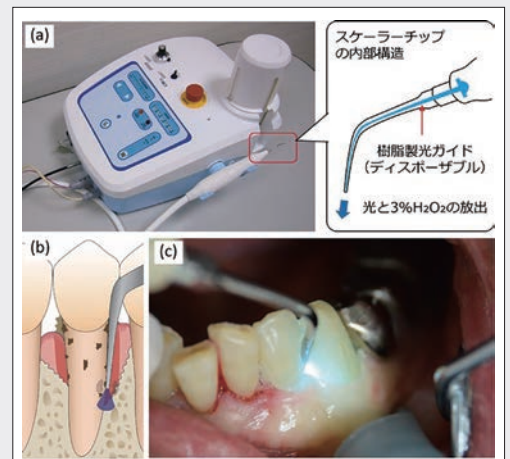 (a)
スケーラーチップ
の内部構造
樹脂製光ガイド
(ディスポーザブル)
光と3%H₂O₂の放出
(b)
(c)